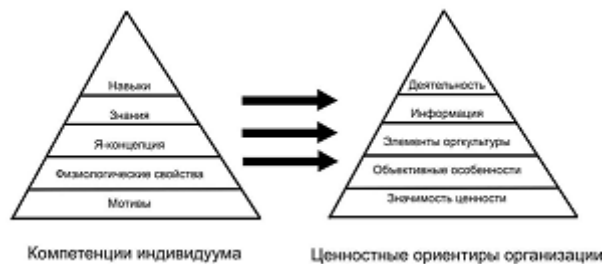 Навыки
Знания
Я-концепция
Физиологические свойства
Мотивы
Компетенции индивидуума
Деятельность
Информация
Элементы оргкультуры
Объективные особенности
Значимость ценности
Ценностные ориентиры организации